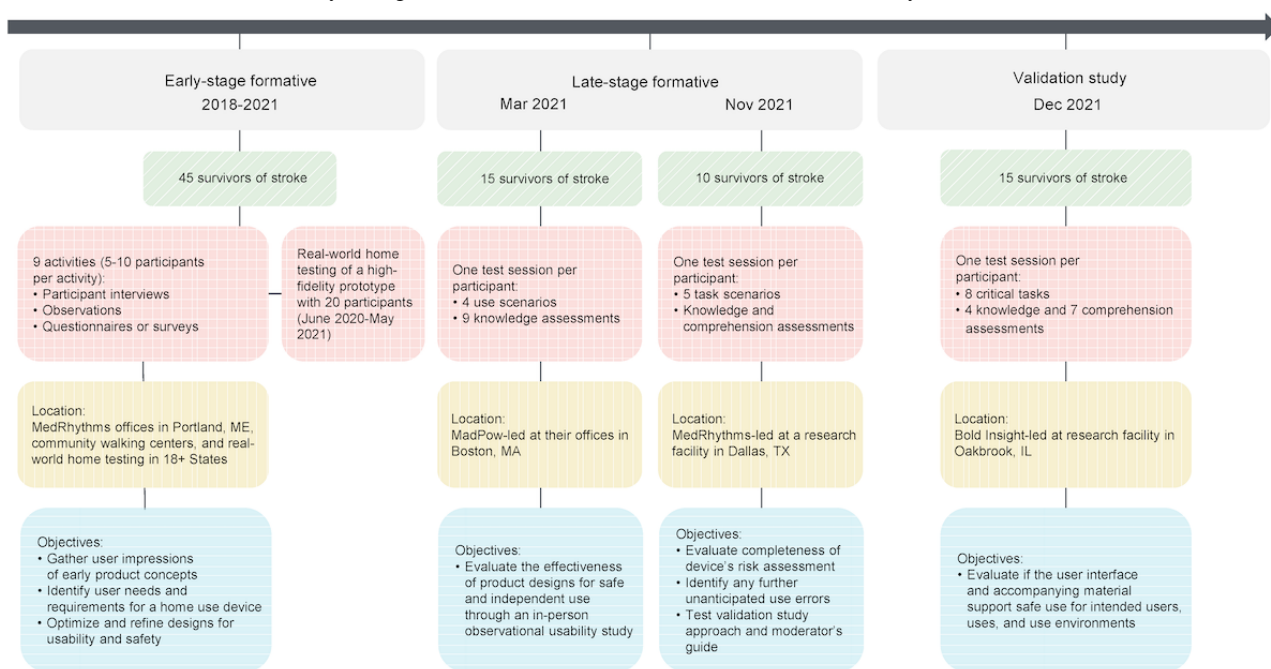 Early-stage formative
2018-2021
Late-stage formative
Mar 2021
Nov 2021
Validation study
Dec 2021
45 survivors of stroke
15 survivors of stroke
10 survivors of stroke
15 survivors of stroke
9 activities (5-10 participants
per activity):
• Participant interviews
• Observations
• Questionnaires or surveys
Real-world home
testing of a high-
fidelity prototype
with 20 participants
(June 2020-May
2021)
One test session per
participant:
• 4 use scenarios
• 9 knowledge assessments
One test session per
participant:
• 5 task scenarios
• Knowledge and
comprehension assessments
One test session per
participant:
• 8 critical tasks
• 4 knowledge and 7 comprehension
assessments
Location:
MedRhythms offices in Portland, ME,
community walking centers, and real-
world home testing in 18+ States
Location:
MadPow-led at their offices in
Boston, MA
Location:
MedRhythms-led at a research
facility in Dallas, TX
Location:
Bold Insight-led at research facility in
Oakbrook, IL
Objectives:
• Gather user impressions
of early product concepts
• Identify user needs and
requirements for a home use device
• Optimize and refine designs for
usability and safety
Objectives:
• Evaluate the effectiveness
of product designs for safe
and independent use
through an in-person
observational usability study
Objectives:
• Evaluate completeness of
device's risk assessment
• Identify any further
unanticipated use errors
• Test validation study
approach and moderator's
guide
Objectives:
• Evaluate if the user interface
and accompanying material
support safe use for intended users,
uses, and use environments